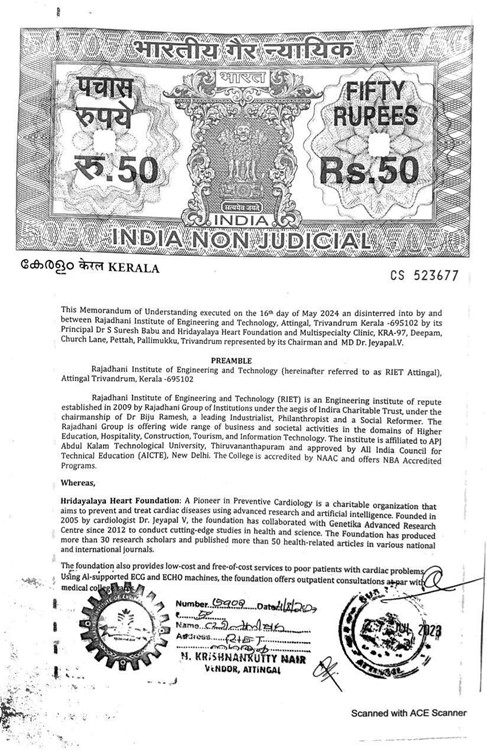 भारतीय गैर न्यायिक
पचास
रुपये
रु.50
भारत
सत्यमेव जयते
INDIA
FIFTY
RUPEES
Rs.50
INDIA NON JUDICIAL
കേരളം केरल KERALA
CS 523677
This Memorandum of Understanding executed on the 16th day of May 2024 an disinterred into by and
between Rajadhani Institute of Engineering and Technology, Attingal, Trivandrum Kerala -695102 by its
Principal Dr S Suresh Babu and Hridayalaya Heart Foundation and Multispecialty Clinic, KRA-97, Deepam,
Church Lane, Pettah, Pallimukku, Trivandrum represented by its Chairman and MD Dr. Jeyapal.V.
PREAMBLE
Rajadhani Institute of Engineering and Technology (hereinafter referred to as RIET Attingal),
Attingal Trivandrum, Kerala -695102
Rajadhani Institute of Engineering and Technology (RIET) is an Engineering institute of repute
established in 2009 by Rajadhani Group of Institutions under the aegis of Indira Charitable Trust, under the
chairmanship of Dr Biju Ramesh, a leading Industrialist, Philanthropist and a Social Reformer. The
Rajadhani Group is offering wide range of business and societal activities in the domains of Higher
Education, Hospitality, Construction, Tourism, and Information Technology. The institute is affiliated to APJ
Abdul Kalam Technological University, Thiruvananthapuram and approved by All India Council for
Technical Education (AICTE), New Delhi. The College is accredited by NAAC and offers NBA Accredited
Programs.
Whereas,
Hridayalaya Heart Foundation: A Pioneer in Preventive Cardiology is a charitable organization that
aims to prevent and treat cardiac diseases using advanced research and artificial intelligence. Founded in
2005 by cardiologist Dr. Jeyapal V, the foundation has collaborated with Genetika Advanced Research
Centre since 2012 to conduct cutting-edge studies in health and science. The Foundation has produced
more than 30 research scholars and published more than 50 health-related articles in various national
and international journals.
The foundation also provides low-cost and free-of-cost services to poor patients with cardiac problems.
Using AI-supported ECG and ECHO machines, the foundation offers outpatient consultations at par with
medical colleges
Number Date
Name
Address RIET
N. KRISHNANKUTTY NAIR
VENDOR, ATTINGAL
2023
ATTINGAL
Scanned with ACE Scanner